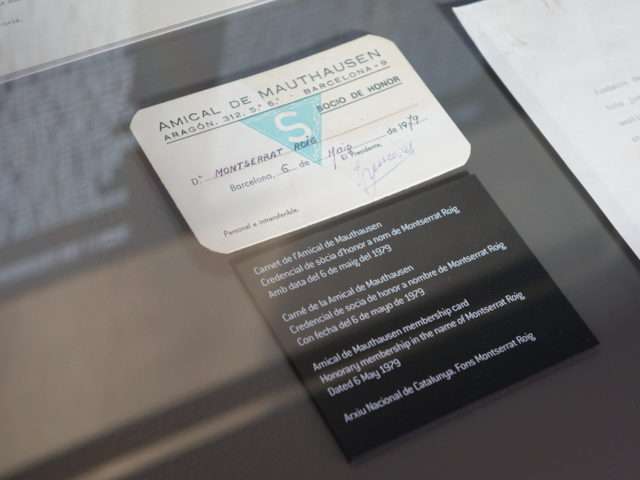 AMICAL DE MAUTHAUSEN
ARAGÓN, 312, 5.º 6.ª BARCELONA-9
SOCIO DE HONOR
S
D.ª MONTSERRAT ROIG
Barcelona, 6 de Maig de 1979
El Presidente,
Personal e intransferible.
Carnet de l'Amical de Mauthausen
Credencial de sòcia d'honor a nom de Montserrat Roig
Amb data del 6 de maig del 1979
Carné de la Amical de Mauthausen
Credencial de socia de honor a nombre de Montserrat Roig
Con fecha del 6 de mayo de 1979
Amical de Mauthausen membership card
Honorary membership in the name of Montserrat Roig
Dated 6 May 1979
Arxiu Nacional de Catalunya. Fons Montserrat Roig